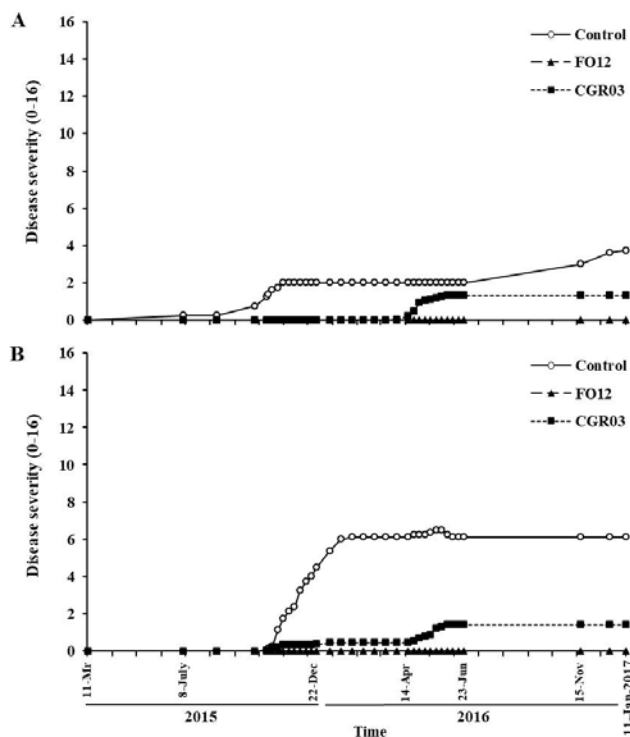 A
16
14
12
10
8
6
4
2
0
Disease severity (0-16)
Control
FO12
CGR03
B
16
14
12
10
8
6
4
2
0
Disease severity (0-16)
Control
FO12
CGR03
11-Mr
8-July
22-Dec
14-Apr
23-Jun
15-Nov
11-Jan-2017
2015
2016
Time